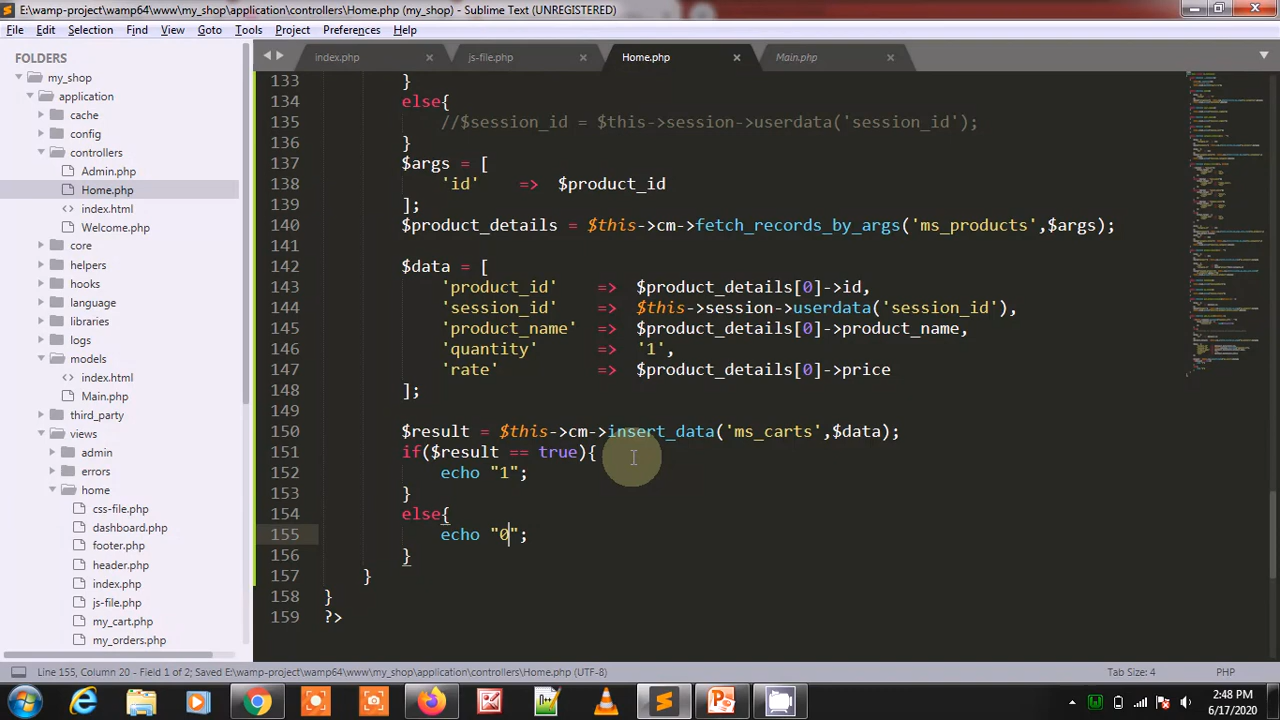 E:\wamp-project\wamp64\www\my_shop\application\controllers\Home.php (my_shop) - Sublime Text (UNREGISTERED)
File Edit Selection Find View Goto Tools Project Preferences Help
FOLDERS
my_shop
application
cache
config
controllers
Admin.php
Home.php
index.html
Welcome.php
core
helpers
hooks
language
libraries
logs
models
index.html
Main.php
third_party
views
admin
errors
home
css-file.php
dashboard.php
footer.php
header.php
index.php
js-file.php
my_cart.php
my_orders.php
index.php js-file.php Home.php Main.php
133 }
134 else{
135 //$session_id = $this->session->userdata('session_id');
136 }
137 $args = [
138 'id' => $product_id
139 ];
140 $product_details = $this->cm->fetch_records_by_args('ms_products',$args);
141
142 $data = [
143 'product_id' => $product_details[0]->id,
144 'session_id' => $this->session->userdata('session_id'),
145 'product_name' => $product_details[0]->product_name,
146 'quantity' => '1',
147 'rate' => $product_details[0]->price
148 ];
149
150 $result = $this->cm->insert_data('ms_carts',$data);
151 if($result == true){
152 echo "1";
153 }
154 else{
155 echo "0";
156 }
157 }
158 }
159 ?>
Line 155, Column 20 - Field 1 of 2; Saved E:\wamp-project\wamp64\www\my_shop\application\controllers\Home.php (UTF-8) Tab Size: 4 PHP
2:48 PM
6/17/2020